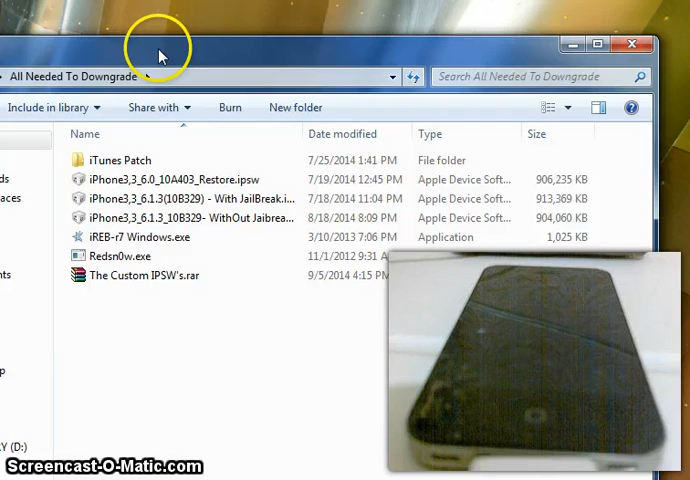 All Needed To Downgrade
Search All Needed To Downgrade
Include in library Share with Burn New folder
Name Date modified Type Size
iTunes Patch 7/25/2014 1:41 PM File folder
iPhone3,3_6.0_10A403_Restore.ipsw 7/19/2014 12:45 PM Apple Device Soft... 906,235 KB
iPhone3,3_6.1.3(10B329) - With JailBreak.i... 7/18/2014 11:04 PM Apple Device Soft... 913,369 KB
iPhone3,3_6.1.3_10B329- WithOut Jaibrea... 8/18/2014 8:09 PM Apple Device Soft... 904,060 KB
iREB-r7 Windows.exe 3/10/2013 7:06 PM Application 1,025 KB
Redsn0w.exe 11/1/2012 9:31
The Custom IPSW's.rar 9/5/2014 4:15
Screencast-O-Matic.com